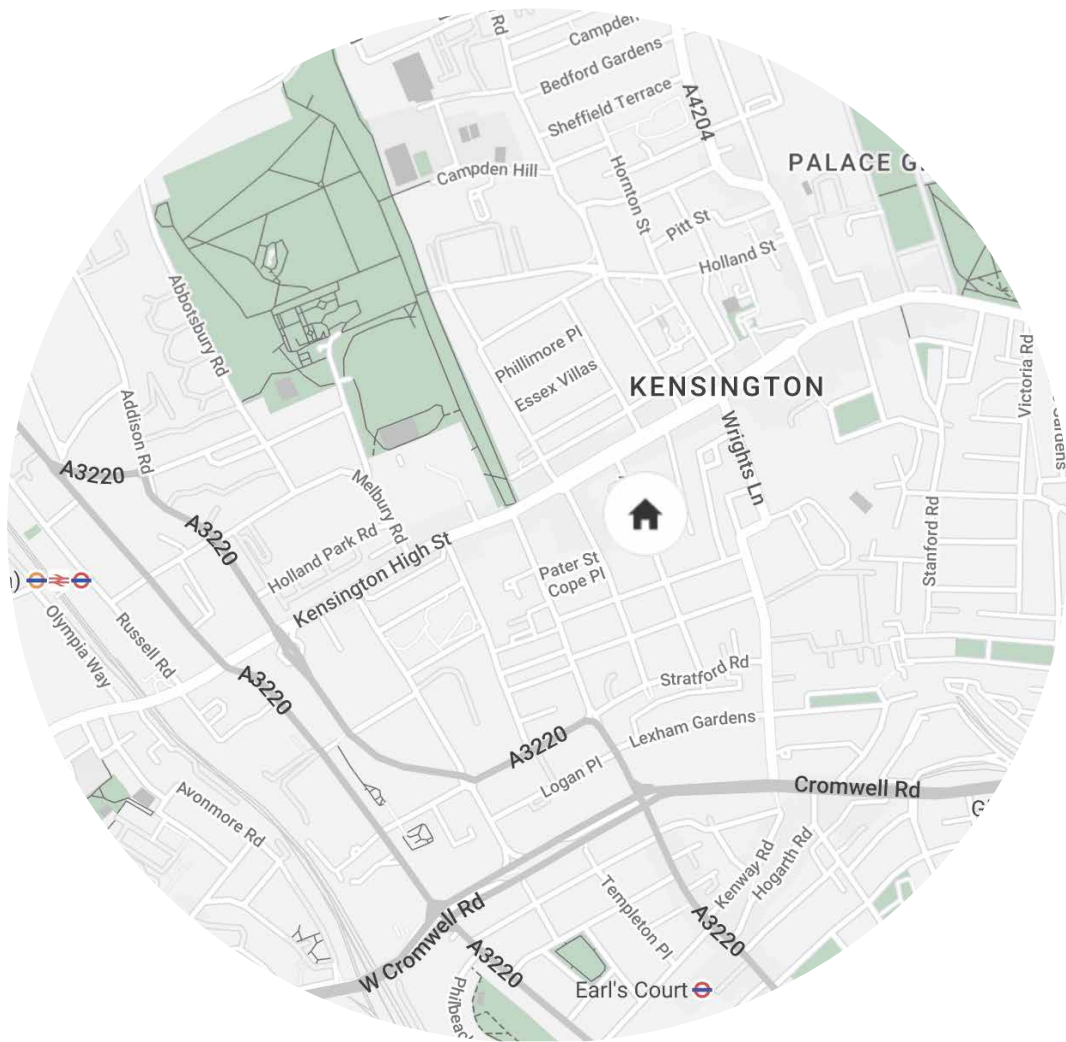 Rd
Campden
Bedford Gardens
Sheffield Terrace
A4204
PALACE G
Campden Hill
Hornton St
Pitt St
Holland St
Abbotsbury Rd
Phillimore Pl
Essex Villas
KENSINGTON
Victoria Rd
Addison Rd
Wrights Ln
Gardens
A3220
Melbury Rd
A3220
Holland Park Rd
Kensington High St
Stanford Rd
Pater St
Cope Pl
)
Olympia Way
Russell Rd
A3220
Stratford Rd
Lexham Gardens
A3220
Logan Pl
Cromwell Rd
G
Avonmore Rd
Kenway Rd
Hogarth Rd
Templeton Pl
A3220
W Cromwell Rd
A3220
Earl's Court
Philbeac